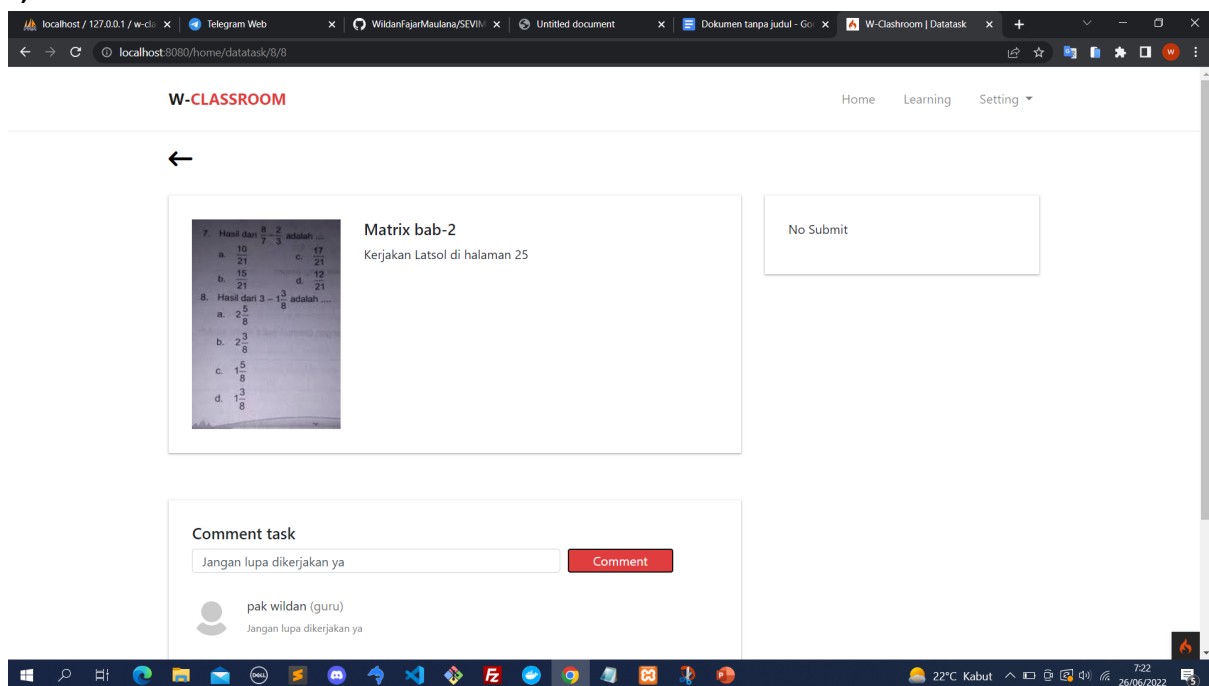 localhost / 127.0.0.1 / w-cla
Telegram Web
WildanFajarMaulana/SEVIM
Untitled document
Dokumen tanpa judul - Goo
W-Clashroom | Datatask
localhost:8080/home/datatask/8/8
W-CLASSROOM
Home Learning Setting
7. Hasil dari 8/7 - 2/3 adalah ...
a. 10/21 c. 17/21
b. 15/21 d. 12/21
8. Hasil dari 3 – 1 3/8 adalah ....
a. 2 5/8
b. 2 3/8
c. 1 5/8
d. 1 3/8
Matrix bab-2
Kerjakan Latsol di halaman 25
No Submit
Comment task
Jangan lupa dikerjakan ya
Comment
pak wildan (guru)
Jangan lupa dikerjakan ya
22°C Kabut
7:22
26/06/2022